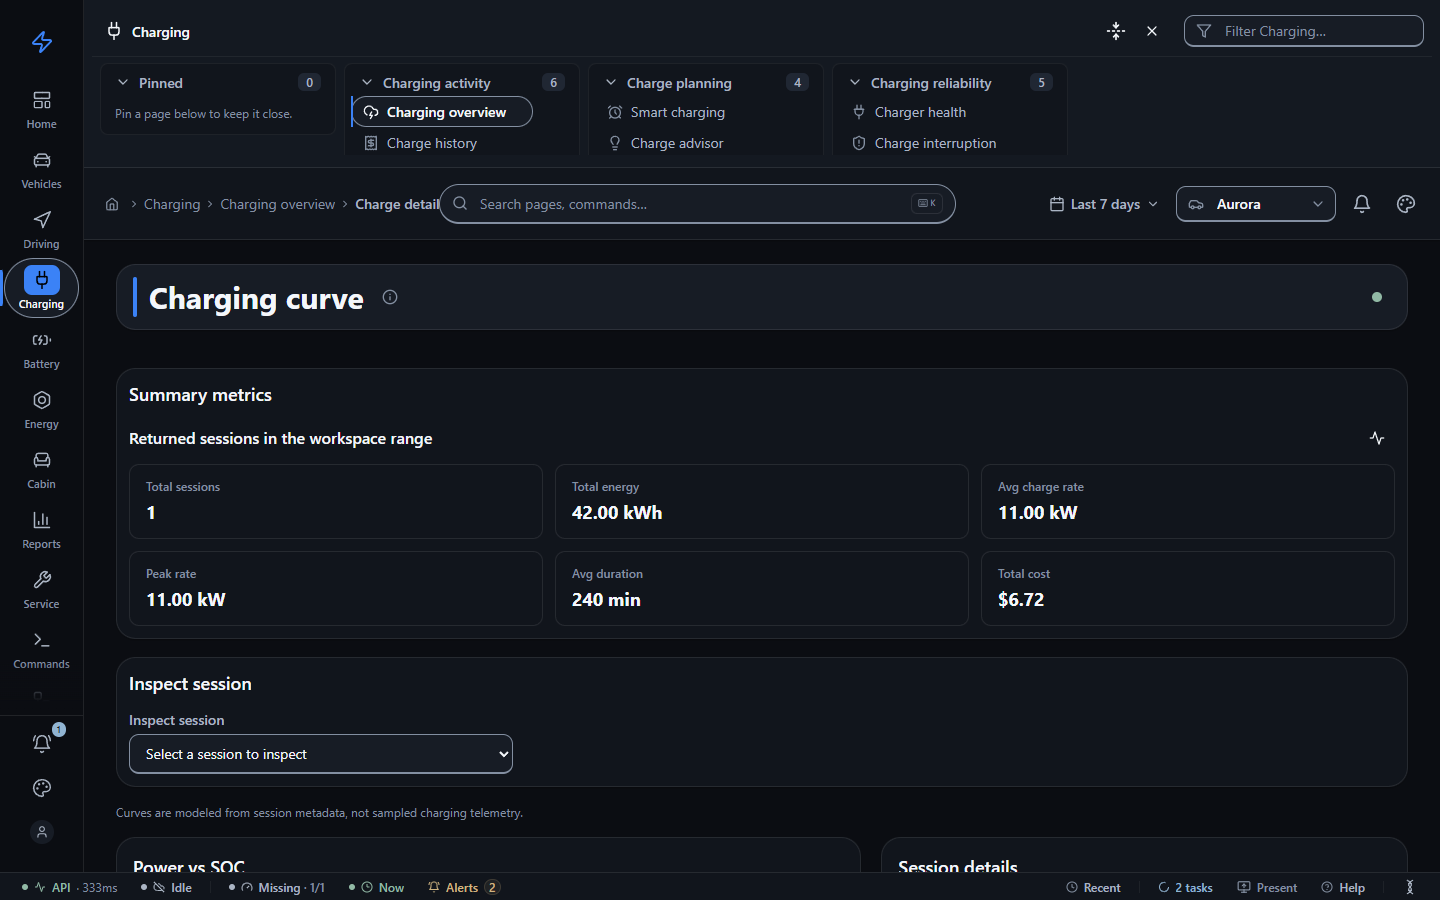 Charging
Filter Charging...
Pinned 0
Pin a page below to keep it close.
Charging activity 6
Charging overview
Charge history
Charge planning 4
Smart charging
Charge advisor
Charging reliability 5
Charger health
Charge interruption
Home
Vehicles
Driving
Charging
Battery
Energy
Cabin
Reports
Service
Commands
1
Charging > Charging overview > Charge detail
Search pages, commands...
K
Last 7 days
Aurora
Charging curve
Summary metrics
Returned sessions in the workspace range
Total sessions
1
Total energy
42.00 kWh
Avg charge rate
11.00 kW
Peak rate
11.00 kW
Avg duration
240 min
Total cost
$6.72
Inspect session
Inspect session
Select a session to inspect
Curves are modeled from session metadata, not sampled charging telemetry.
Power vs SOC
Session details
API · 333ms
Idle
Missing · 1/1
Now
Alerts 2
Recent
2 tasks
Present
Help